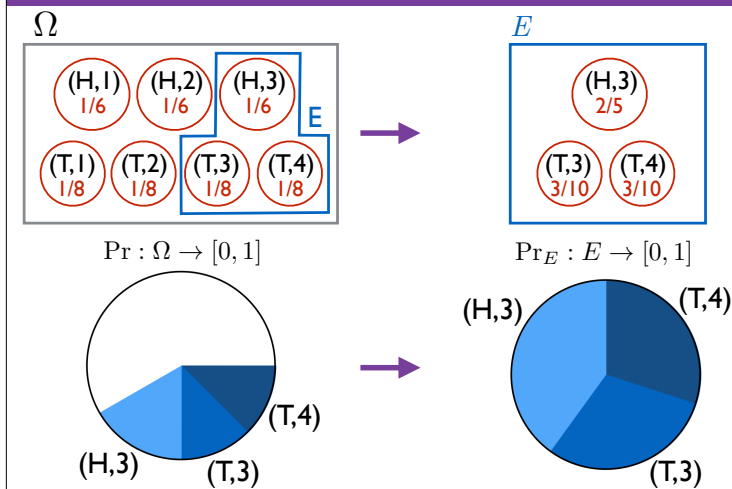 Ω
E
(H,1) (H,2) (H,3)
1/6 1/6 1/6
E
(T,1) (T,2) (T,3) (T,4)
1/8 1/8 1/8 1/8
(H,3)
2/5
(T,3) (T,4)
3/10 3/10
Pr : Ω → [0, 1]
Pr_E : E → [0, 1]
(H,3)
(T,3)
(T,4)
(H,3)
(T,4)
(T,3)